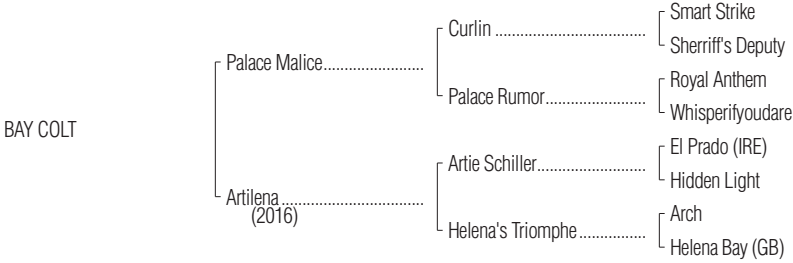 Smart Strike
Curlin ....................................
Sherriff's Deputy
Palace Malice........................
Royal Anthem
Palace Rumor........................
Whisperifyoudare
BAY COLT
El Prado (IRE)
Artie Schiller..........................
Hidden Light
Artilena..................................
(2016)
Arch
Helena's Triomphe ................
Helena Bay (GB)